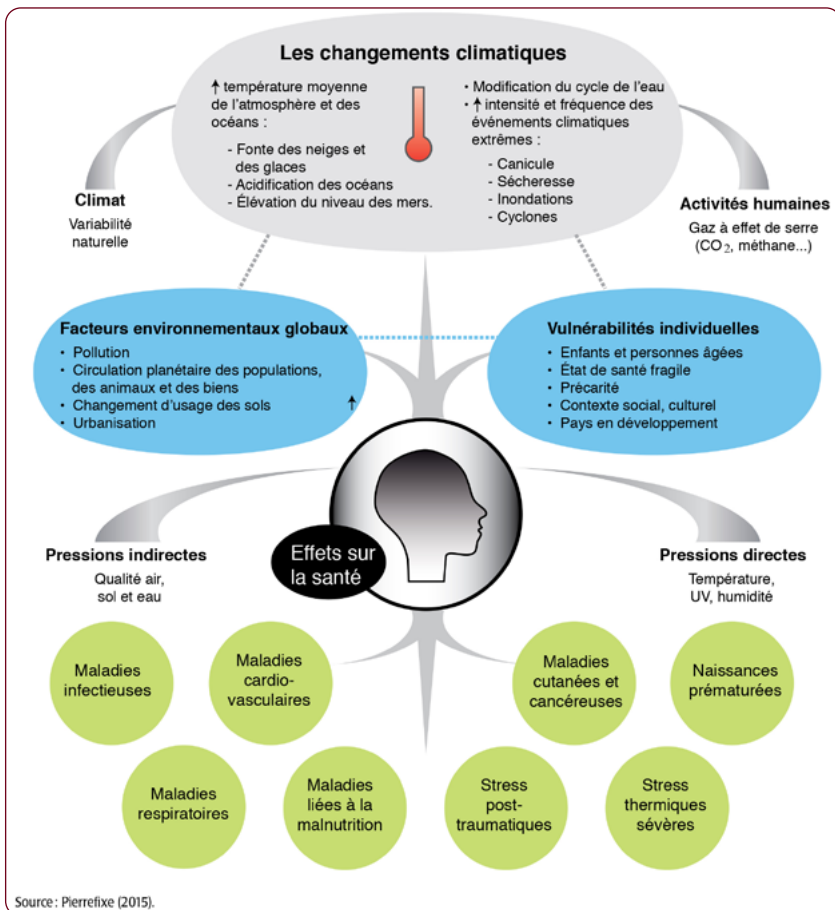 Les changements climatiques
↑ température moyenne
de l'atmosphère et des
océans :
- Fonte des neiges et
des glaces
- Acidification des océans
- Élévation du niveau des mers.
• Modification du cycle de l'eau
• ↑ intensité et fréquence des
événements climatiques
extrêmes :
- Canicule
- Sécheresse
- Inondations
- Cyclones
Climat
Variabilité
naturelle
Activités humaines
Gaz à effet de serre
(CO₂, méthane...)
Facteurs environnementaux globaux
• Pollution
• Circulation planétaire des populations,
des animaux et des biens
• Changement d'usage des sols ↑
• Urbanisation
Vulnérabilités individuelles
• Enfants et personnes âgées
• État de santé fragile
• Précarité
• Contexte social, culturel
• Pays en développement
Pressions indirectes
Qualité air,
sol et eau
Effets sur
la santé
Pressions directes
Température,
UV, humidité
Maladies
infectieuses
Maladies
cardio-
vasculaires
Maladies
cutanées et
cancéreuses
Naissances
prématurées
Maladies
respiratoires
Maladies
liées à la
malnutrition
Stress
post-
traumatiques
Stress
thermiques
sévères
Source : Pierrefixe (2015).